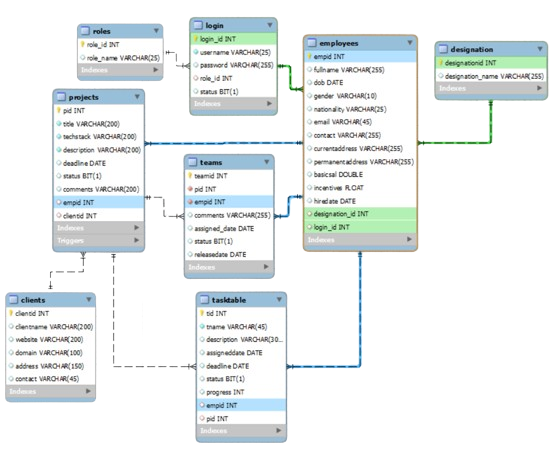 roles
role_id INT
role_name VARCHAR(25)
Indexes
login
login_id INT
username VARCHAR(25)
password VARCHAR(255)
role_id INT
status BIT(1)
Indexes
employees
empid INT
fullname VARCHAR(255)
dob DATE
gender VARCHAR(10)
nationality VARCHAR(25)
email VARCHAR(45)
contact VARCHAR(255)
currentaddress VARCHAR(255)
permanentaddress VARCHAR(255)
basicsal DOUBLE
incentives FLOAT
hiredate DATE
designation_id INT
login_id INT
Indexes
designation
designationid INT
designation_name VARCHAR(255)
Indexes
projects
pid INT
title VARCHAR(200)
techstack VARCHAR(200)
description VARCHAR(200)
deadline DATE
status BIT(1)
comments VARCHAR(200)
empid INT
clientid INT
Indexes
Triggers
teams
teamid INT
pid INT
empid INT
comments VARCHAR(255)
assigned_date DATE
status BIT(1)
releasedate DATE
Indexes
clients
clientid INT
clientname VARCHAR(200)
website VARCHAR(200)
domain VARCHAR(100)
address VARCHAR(150)
contact VARCHAR(45)
Indexes
tasktable
tid INT
tname VARCHAR(45)
description VARCHAR(30...
assigneddate DATE
deadline DATE
status BIT(1)
progress INT
empid INT
pid INT
Indexes